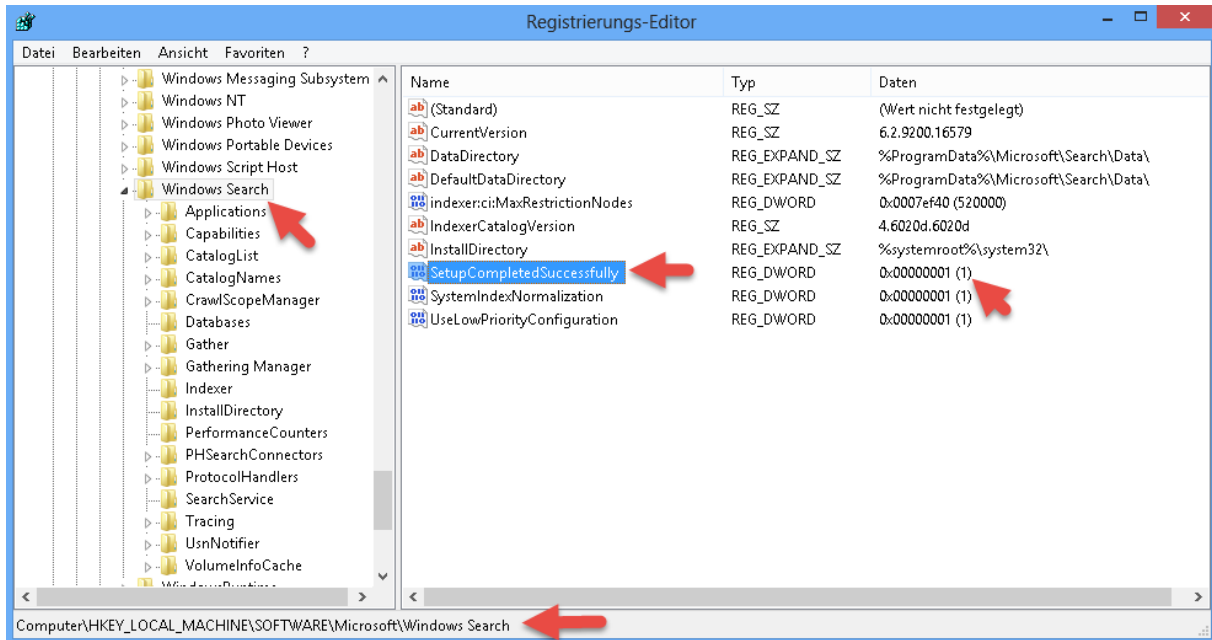 Registrierungs-Editor
Datei Bearbeiten Ansicht Favoriten ?
Windows Messaging Subsystem
Windows NT
Windows Photo Viewer
Windows Portable Devices
Windows Script Host
Windows Search
Applications
Capabilities
CatalogList
CatalogNames
CrawlScopeManager
Databases
Gather
Gathering Manager
Indexer
InstallDirectory
PerformanceCounters
PHSearchConnectors
ProtocolHandlers
SearchService
Tracing
UsnNotifier
VolumeInfoCache
Name Typ Daten
(Standard) REG_SZ (Wert nicht festgelegt)
CurrentVersion REG_SZ 6.2.9200.16579
DataDirectory REG_EXPAND_SZ %ProgramData%\Microsoft\Search\Data\
DefaultDataDirectory REG_EXPAND_SZ %ProgramData%\Microsoft\Search\Data\
indexer:ci:MaxRestrictionNodes REG_DWORD 0x0007ef40 (520000)
IndexerCatalogVersion REG_SZ 4.6020d.6020d
InstallDirectory REG_EXPAND_SZ %systemroot%\system32\
SetupCompletedSuccessfully REG_DWORD 0x00000001 (1)
SystemIndexNormalization REG_DWORD 0x00000001 (1)
UseLowPriorityConfiguration REG_DWORD 0x00000001 (1)
Computer\HKEY_LOCAL_MACHINE\SOFTWARE\Microsoft\Windows Search